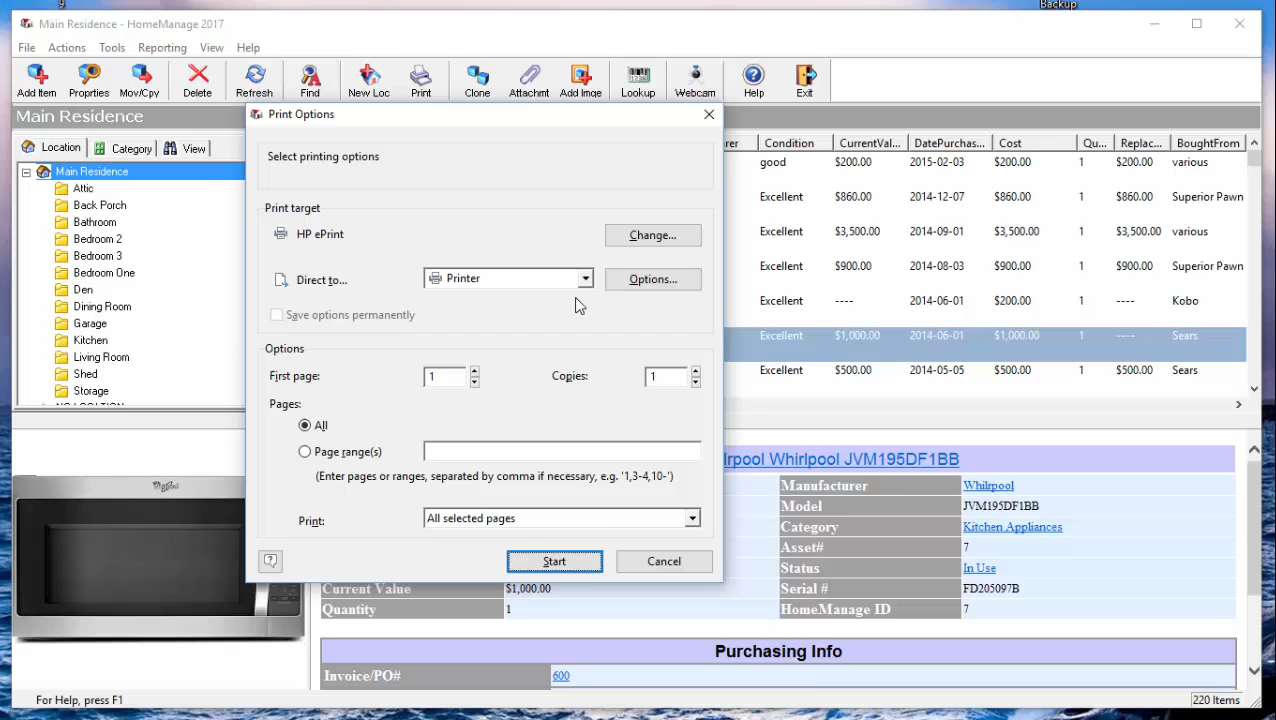 9
Backup
Main Residence - HomeManage 2017
File Actions Tools Reporting View Help
Add Item Proprties Mov/Cpy Delete Refresh Find New Loc Print Clone Attachmt Add Imge Lookup Webcam Help Exit
Main Residence
Location Category View
Main Residence
Attic
Back Porch
Bathroom
Bedroom 2
Bedroom 3
Bedroom One
Den
Dining Room
Garage
Kitchen
Living Room
Shed
Storage
NO LOCATION
Print Options
Select printing options
Print target
HP ePrint Change...
Direct to... Printer Options...
Save options permanently
Options
First page: 1 Copies: 1
Pages:
All
Page range(s)
(Enter pages or ranges, separated by comma if necessary, e.g. '1,3-4,10-')
Print: All selected pages
Start Cancel
rer Condition CurrentVal... DatePurchas... Cost Qu... Replac... BoughtFrom
good $200.00 2015-02-03 $200.00 1 $200.00 various
Excellent $860.00 2014-12-07 $860.00 1 $860.00 Superior Pawn
Excellent $3,500.00 2014-09-01 $3,500.00 1 $3,500.00 various
Excellent $900.00 2014-08-03 $900.00 1 $900.00 Superior Pawn
Excellent ---- 2014-06-01 $200.00 1 $200.00 Kobo
Excellent $1,000.00 2014-06-01 $1,000.00 1 ---- Sears
Excellent $500.00 2014-05-05 $500.00 1 $500.00 Sears
rlpool Whirlpool JVM195DF1BB
Manufacturer Whirlpool
Model JVM195DF1BB
Category Kitchen Appliances
Asset# 7
Status In Use
Current Value $1,000.00 Serial # FD205097B
Quantity 1 HomeManage ID 7
Purchasing Info
Invoice/PO# 600
For Help, press F1 220 Items